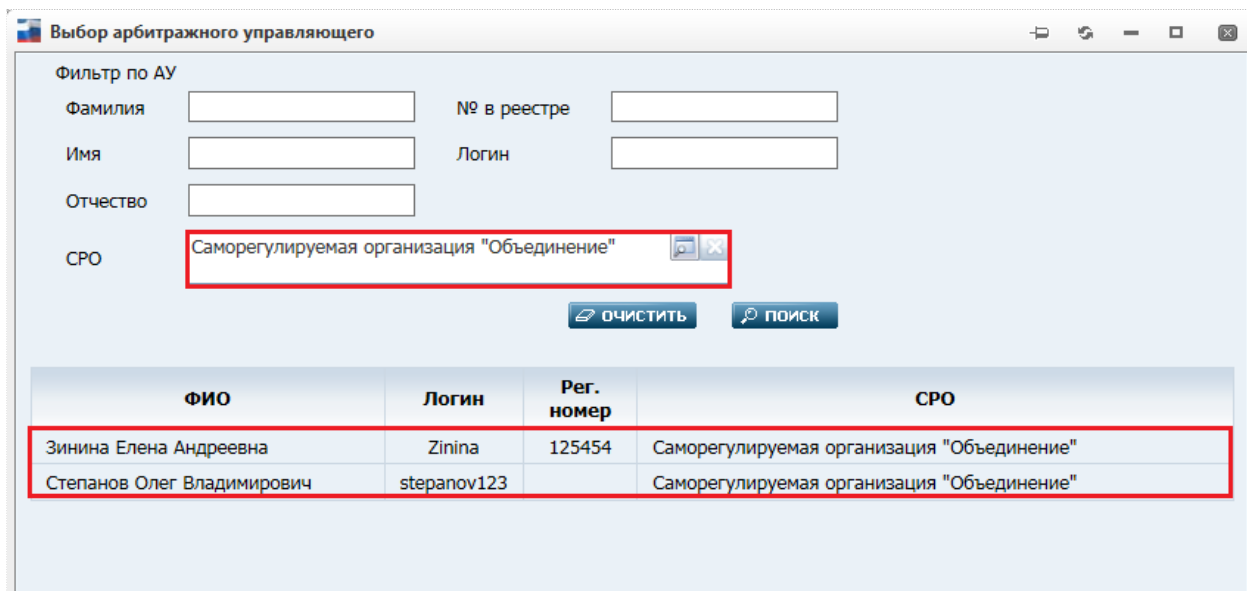 Выбор арбитражного управляющего
Фильтр по АУ
Фамилия № в реестре
Имя Логин
Отчество
СРО Саморегулируемая организация "Объединение"
ОЧИСТИТЬ ПОИСК
ФИО Логин Рег. номер СРО
Зинина Елена Андреевна Zinina 125454 Саморегулируемая организация "Объединение"
Степанов Олег Владимирович stepanov123 Саморегулируемая организация "Объединение"